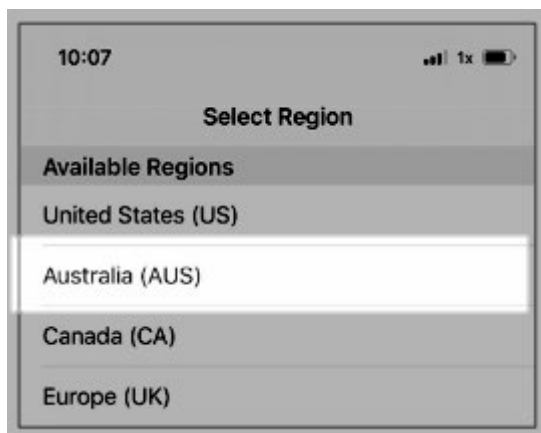 10:07 1x
Select Region
Available Regions
United States (US)
Australia (AUS)
Canada (CA)
Europe (UK)